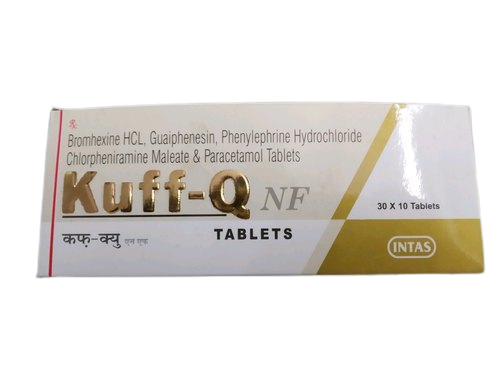 Rx
Bromhexine HCL, Guaiphenesin, Phenylephrine Hydrochloride
Chlorpheniramine Maleate & Paracetamol Tablets
Kuff-Q NF
30 X 10 Tablets
कफ़-क्यु एन एफ
TABLETS
INTAS